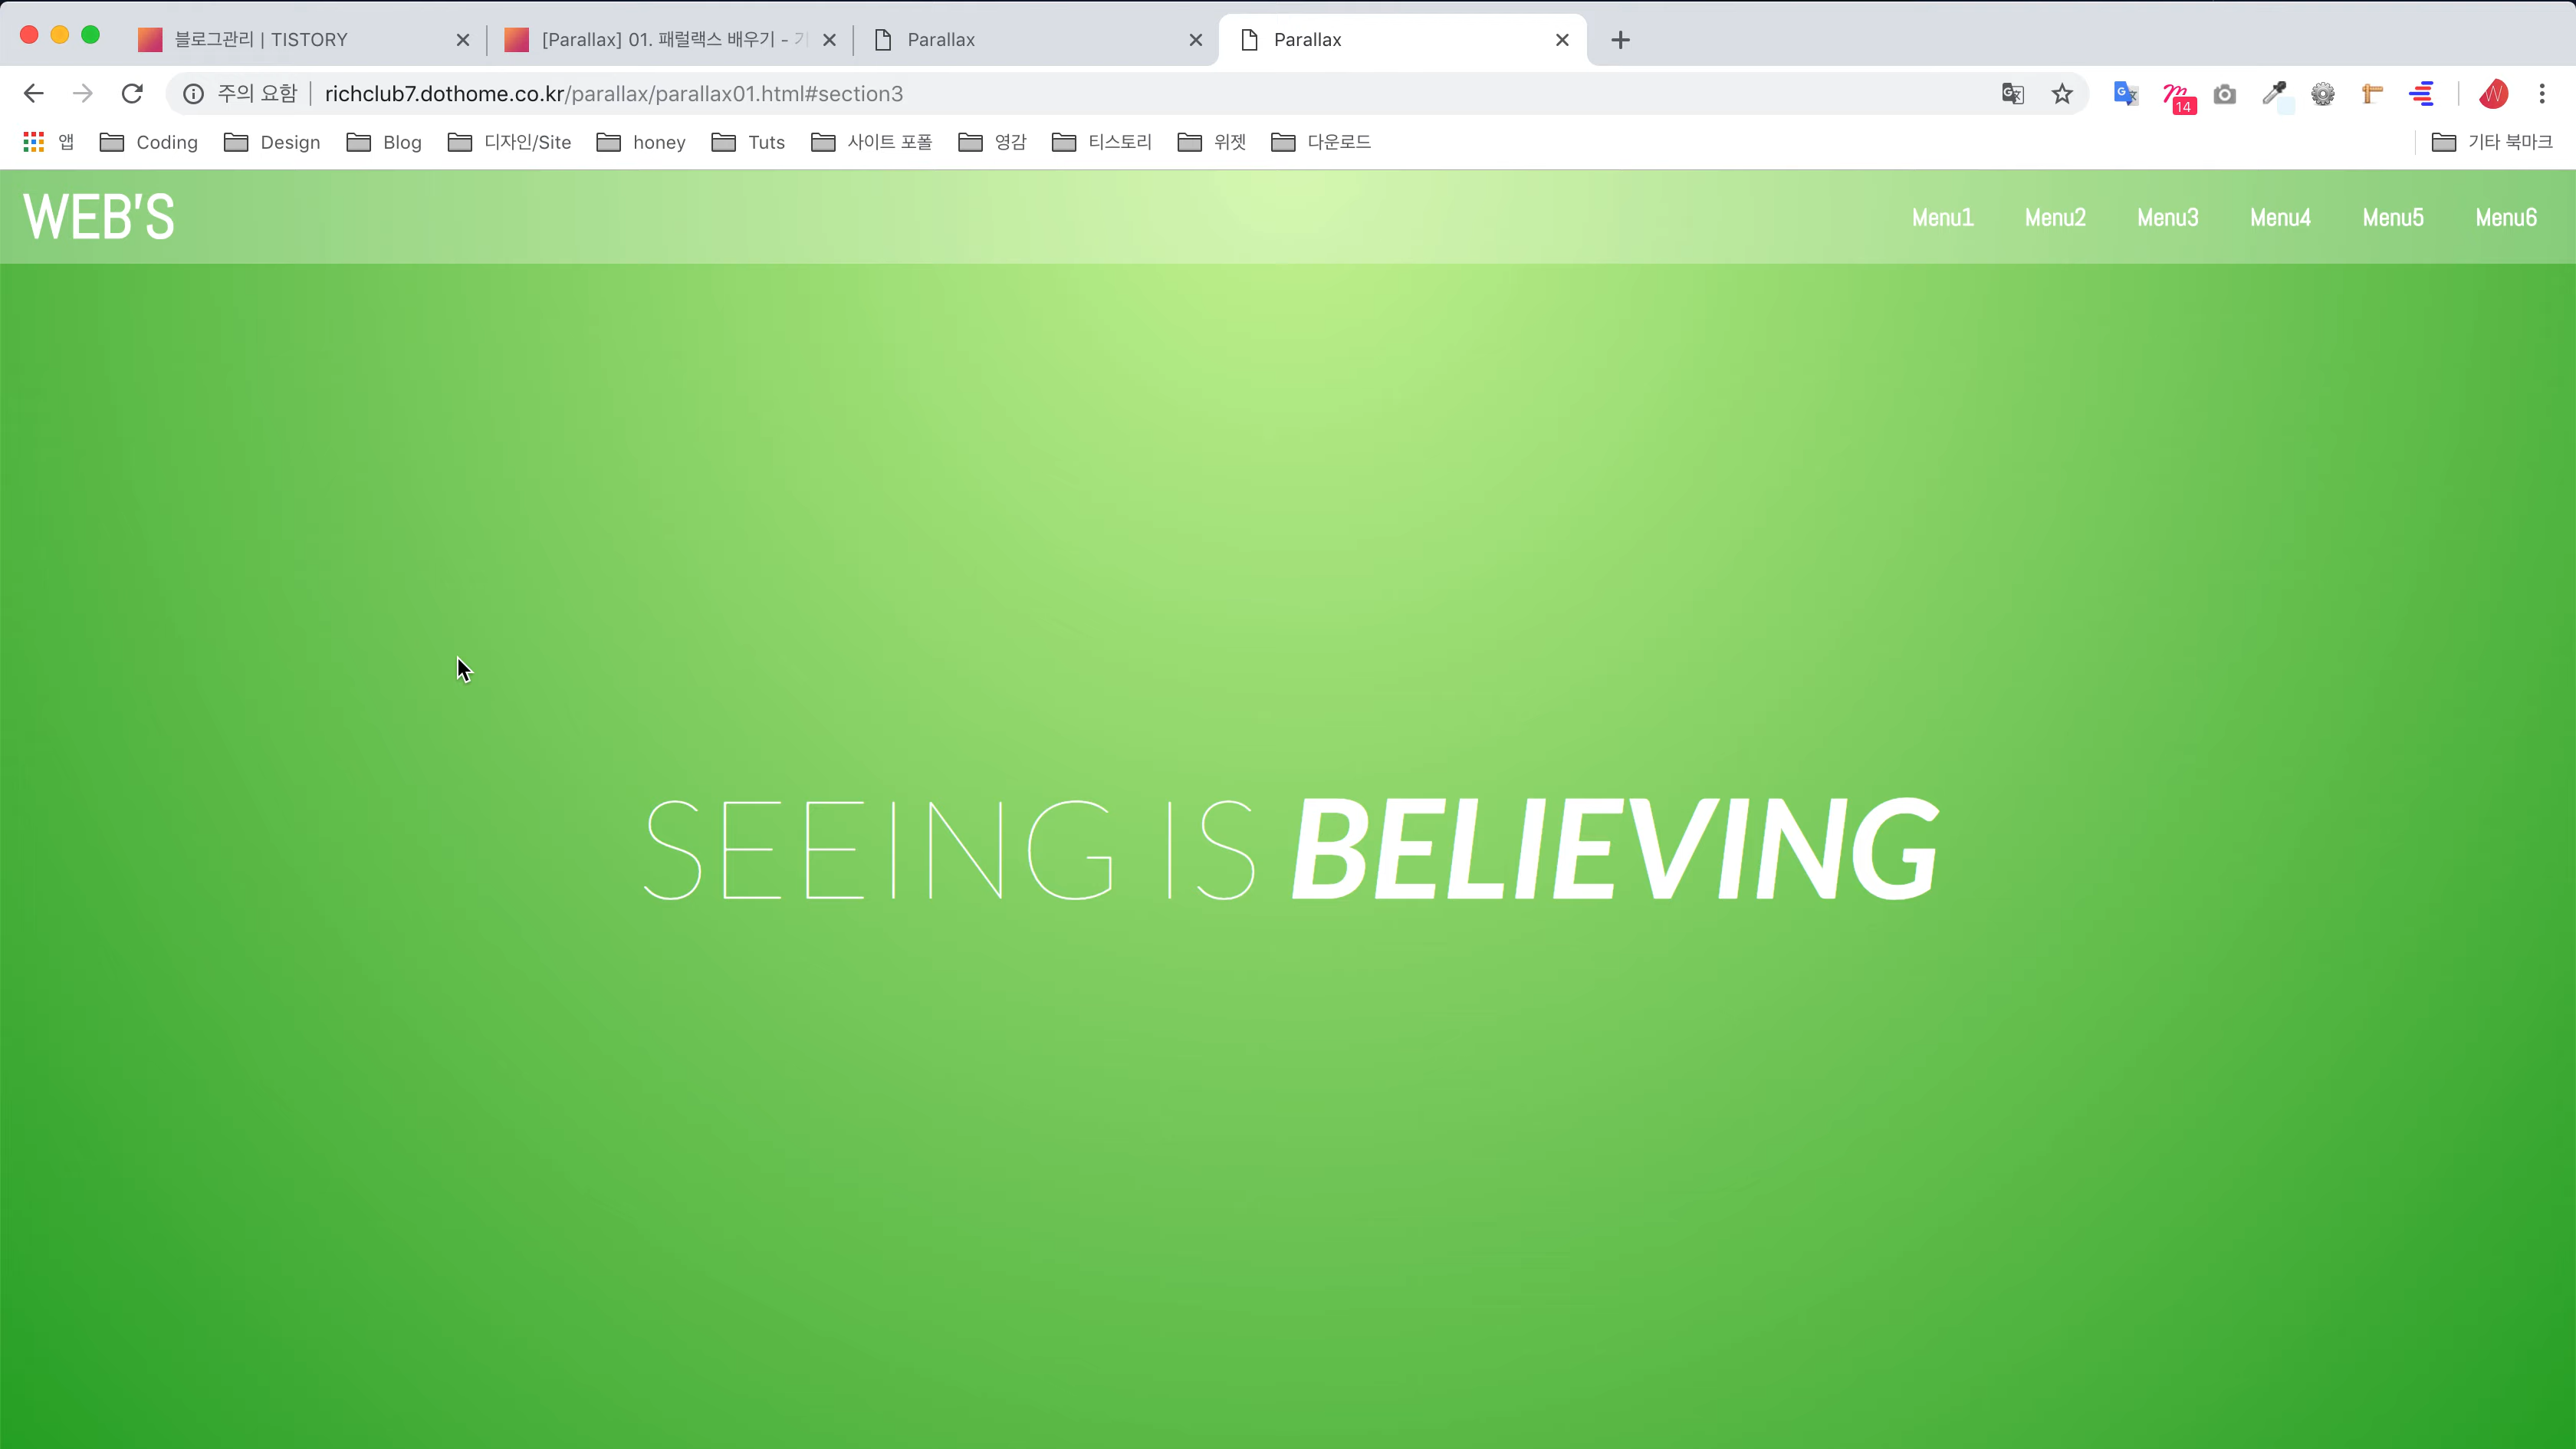 블로그관리 | TISTORY
[Parallax] 01. 패럴랙스 배우기 -
Parallax
Parallax
주의 요함 | richclub7.dothome.co.kr/parallax/parallax01.html#section3
14
앱 Coding Design Blog 디자인/Site honey Tuts 사이트 포폴 영감 티스토리 위젯 다운로드 기타 북마크
WEB'S Menu1 Menu2 Menu3 Menu4 Menu5 Menu6
SEEING IS BELIEVING